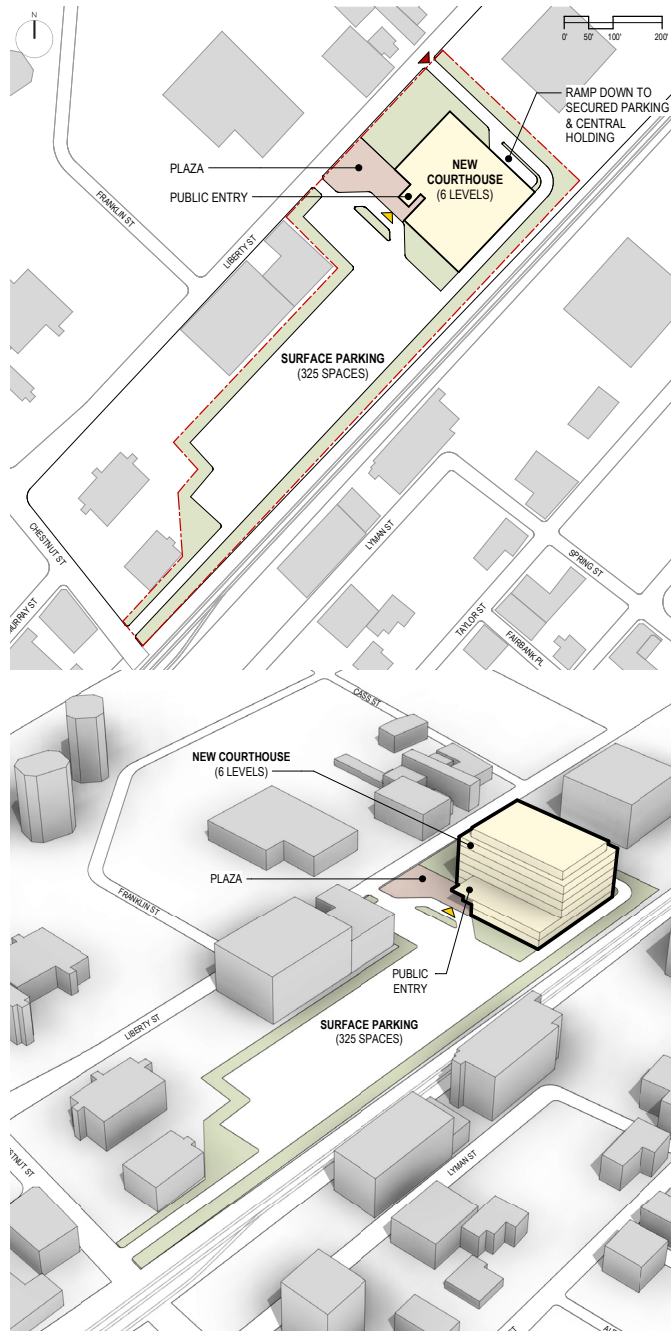 N
0' 50' 100' 200'
RAMP DOWN TO
SECURED PARKING
& CENTRAL
HOLDING
PLAZA
NEW
COURTHOUSE
(6 LEVELS)
PUBLIC ENTRY
FRANKLIN ST
LIBERTY ST
SURFACE PARKING
(325 SPACES)
CHESTNUT ST
LYMAN ST
SPRING ST
TAYLOR ST
FAIRBANK PL
CASS ST
NEW COURTHOUSE
(6 LEVELS)
PLAZA
FRANKLIN ST
PUBLIC
ENTRY
SURFACE PARKING
(325 SPACES)
LIBERTY ST
LYMAN ST